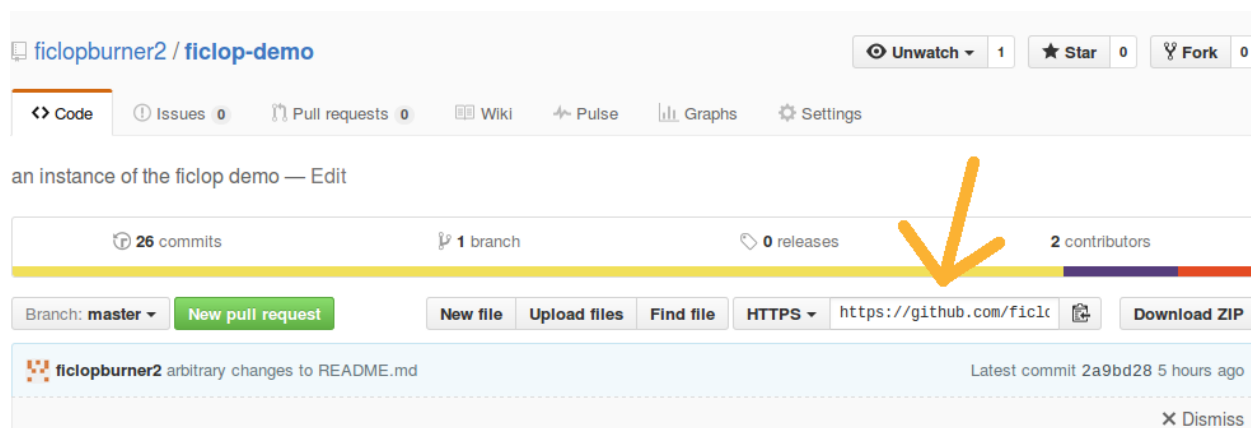 ficlopburner2 / ficlop-demo
Unwatch 1 Star 0 Fork 0
Code Issues 0 Pull requests 0 Wiki Pulse Graphs Settings
an instance of the ficlop demo — Edit
26 commits 1 branch 0 releases 2 contributors
Branch: master New pull request New file Upload files Find file HTTPS https://github.com/ficlo Download ZIP
ficlopburner2 arbitrary changes to README.md Latest commit 2a9bd28 5 hours ago
Dismiss